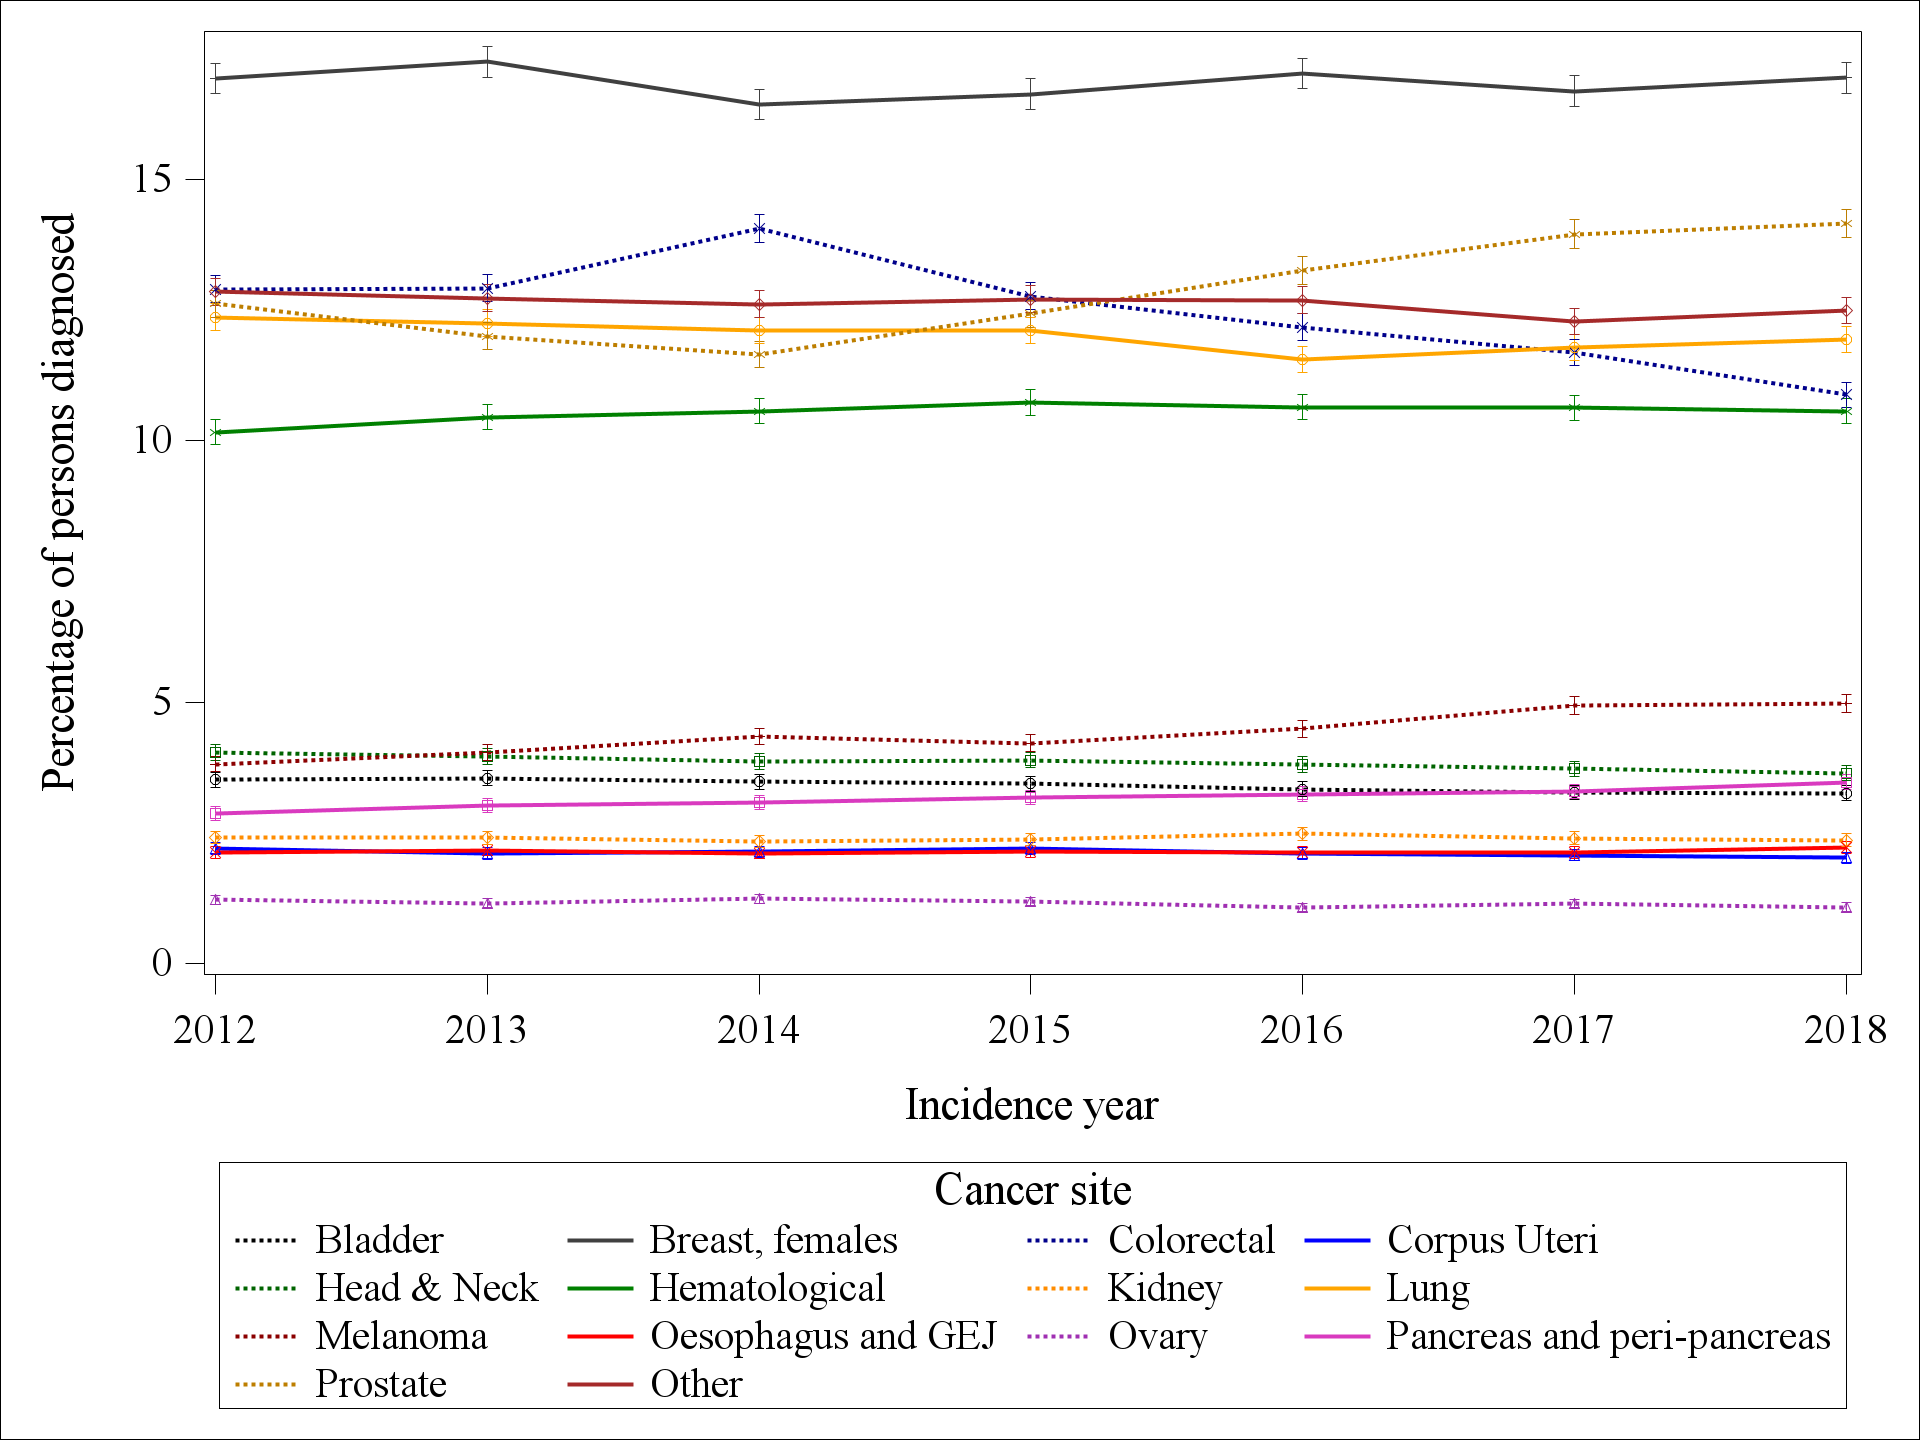 Percentage of persons diagnosed
15
10
5
0
2012 2013 2014 2015 2016 2017 2018
Incidence year
Cancer site
Bladder Breast, females Colorectal Corpus Uteri
Head & Neck Hematological Kidney Lung
Melanoma Oesophagus and GEJ Ovary Pancreas and peri-pancreas
Prostate Other